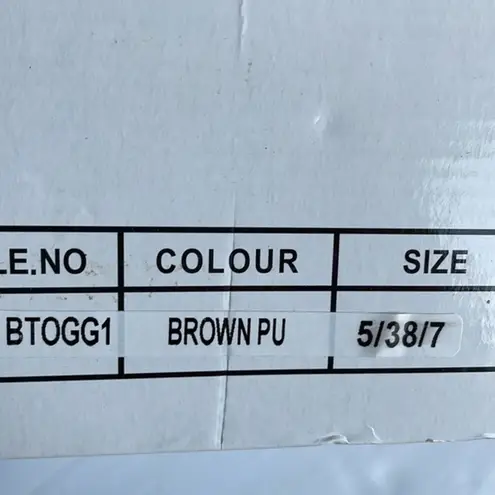 LE.NO COLOUR SIZE
BTOGG1 BROWN PU 5/38/7